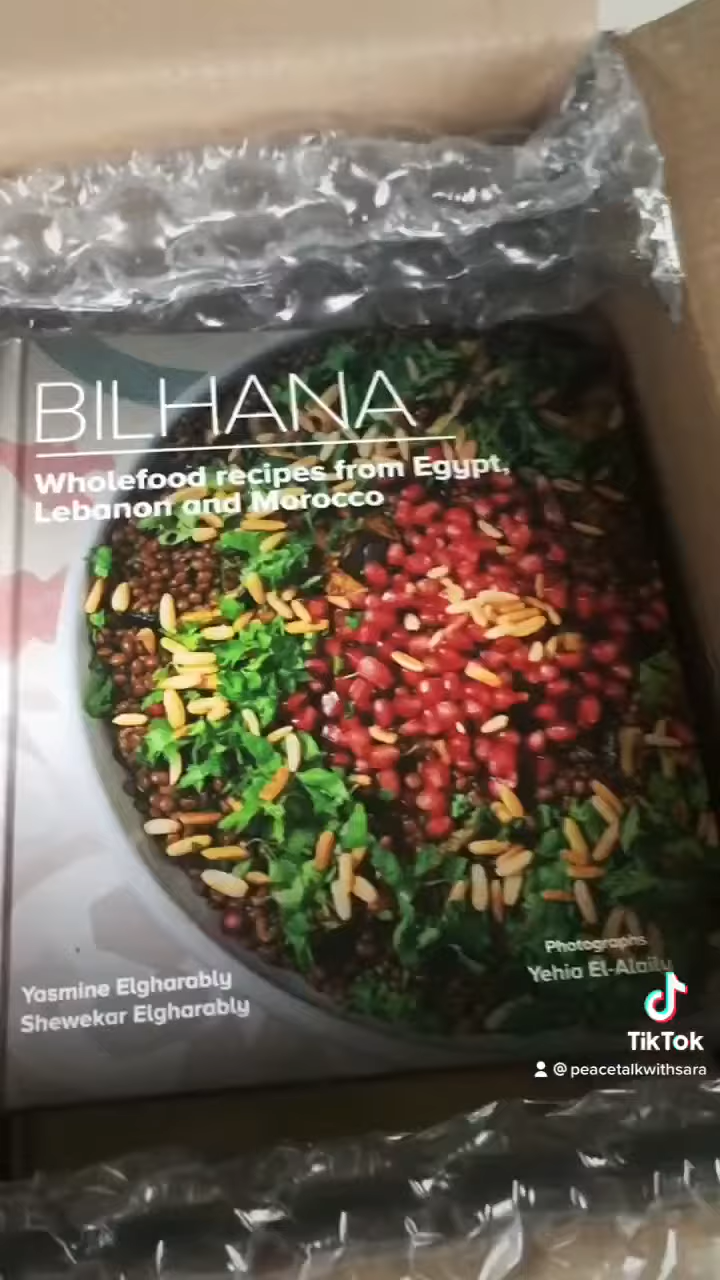 BILHANA
Wholefood recipes from Egypt,
Lebanon and Morocco
Photographs
Yehia El-Alaily
Yasmine Elgharably
Shewekar Elgharably
TikTok
@peacetalkwithsara